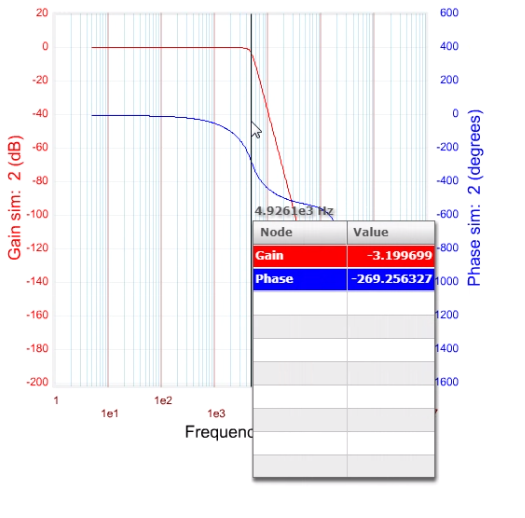 20
0
-20
-40
-60
-80
-100
-120
-140
-160
-180
-200
Gain sim: 2 (dB)
600
400
200
0
-200
-400
-600
-800
1000
1200
1400
1600
Phase sim: 2 (degrees)
4.9261e3 Hz
Node Value
Gain -3.199699
Phase -269.256327
1
1e1
1e2
1e3
Frequenc